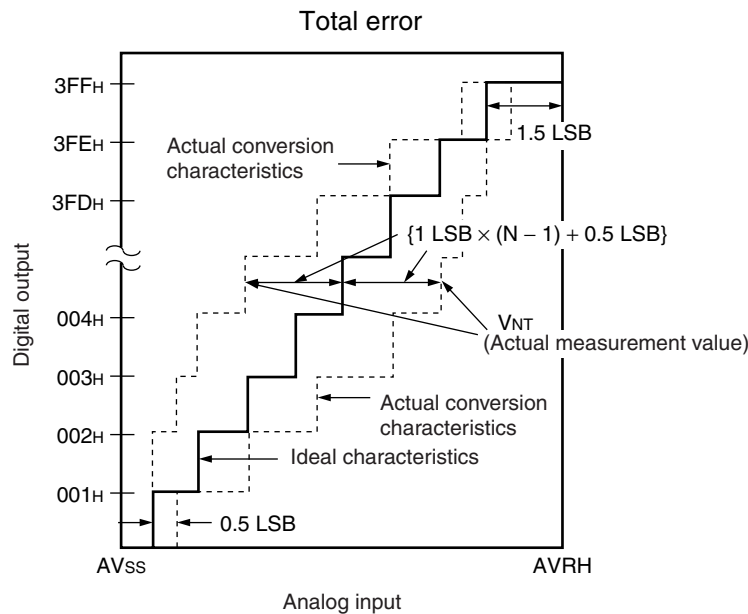 Total error
3FFH
3FEH
3FDH
004H
003H
002H
001H
Digital output
Actual conversion
characteristics
1.5 LSB
{1 LSB × (N − 1) + 0.5 LSB}
VNT
(Actual measurement value)
Actual conversion
characteristics
Ideal characteristics
0.5 LSB
AVSS
AVRH
Analog input